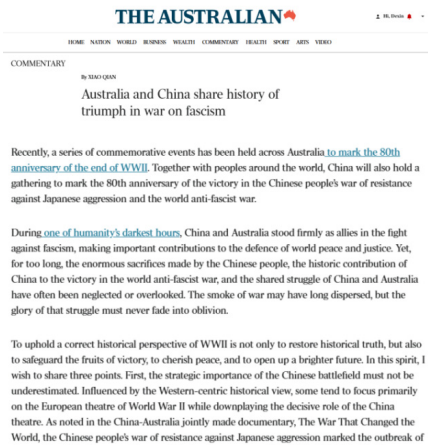 THE AUSTRALIAN
Hi, Denis
HOME NATION WORLD BUSINESS WEALTH COMMENTARY HEALTH SPORT ARTS VIDEO
COMMENTARY
By XIAO QIAN
Australia and China share history of
triumph in war on fascism
Recently, a series of commemorative events has been held across Australia to mark the 80th
anniversary of the end of WWII. Together with peoples around the world, China will also hold a
gathering to mark the 80th anniversary of the victory in the Chinese people's war of resistance
against Japanese aggression and the world anti-fascist war.
During one of humanity's darkest hours, China and Australia stood firmly as allies in the fight
against fascism, making important contributions to the defence of world peace and justice. Yet,
for too long, the enormous sacrifices made by the Chinese people, the historic contribution of
China to the victory in the world anti-fascist war, and the shared struggle of China and Australia
have often been neglected or overlooked. The smoke of war may have long dispersed, but the
glory of that struggle must never fade into oblivion.
To uphold a correct historical perspective of WWII is not only to restore historical truth, but also
to safeguard the fruits of victory, to cherish peace, and to open up a brighter future. In this spirit, I
wish to share three points. First, the strategic importance of the Chinese battlefield must not be
underestimated. Influenced by the Western-centric historical view, some tend to focus primarily
on the European theatre of World War II while downplaying the decisive role of the China
theatre. As noted in the China-Australia jointly made documentary, The War That Changed the
World, the Chinese people's war of resistance against Japanese aggression marked the outbreak of